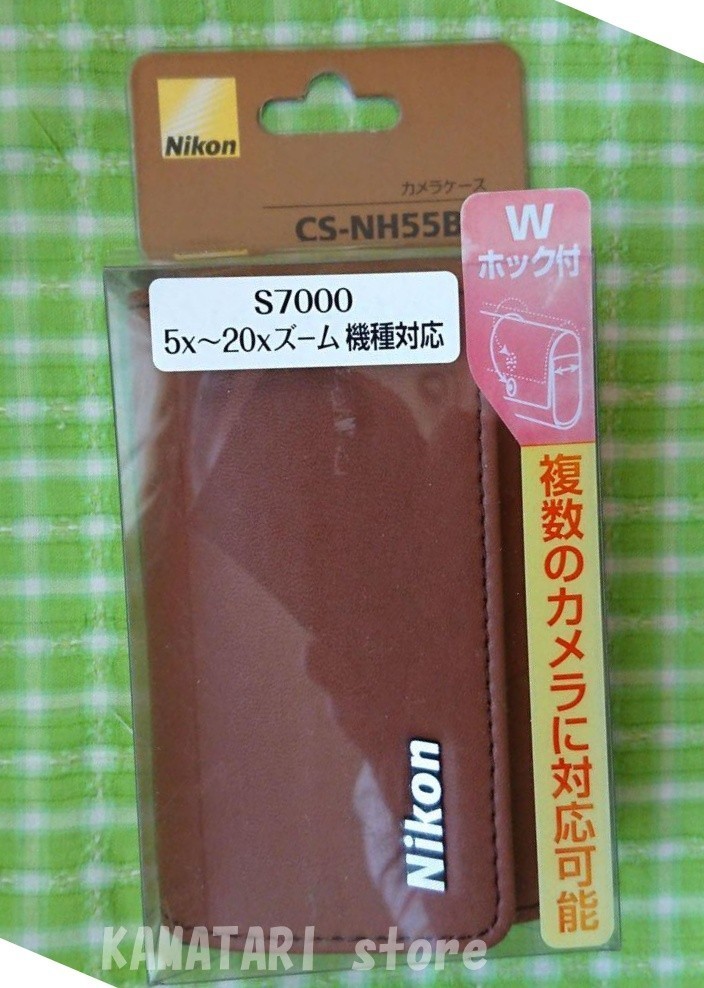 Nikon
カメラケース
CS-NH55B
W
ホック付
S7000
5x～20xズーム 機種対応
複数のカメラに対応可能
Nikon
KAMATARI store